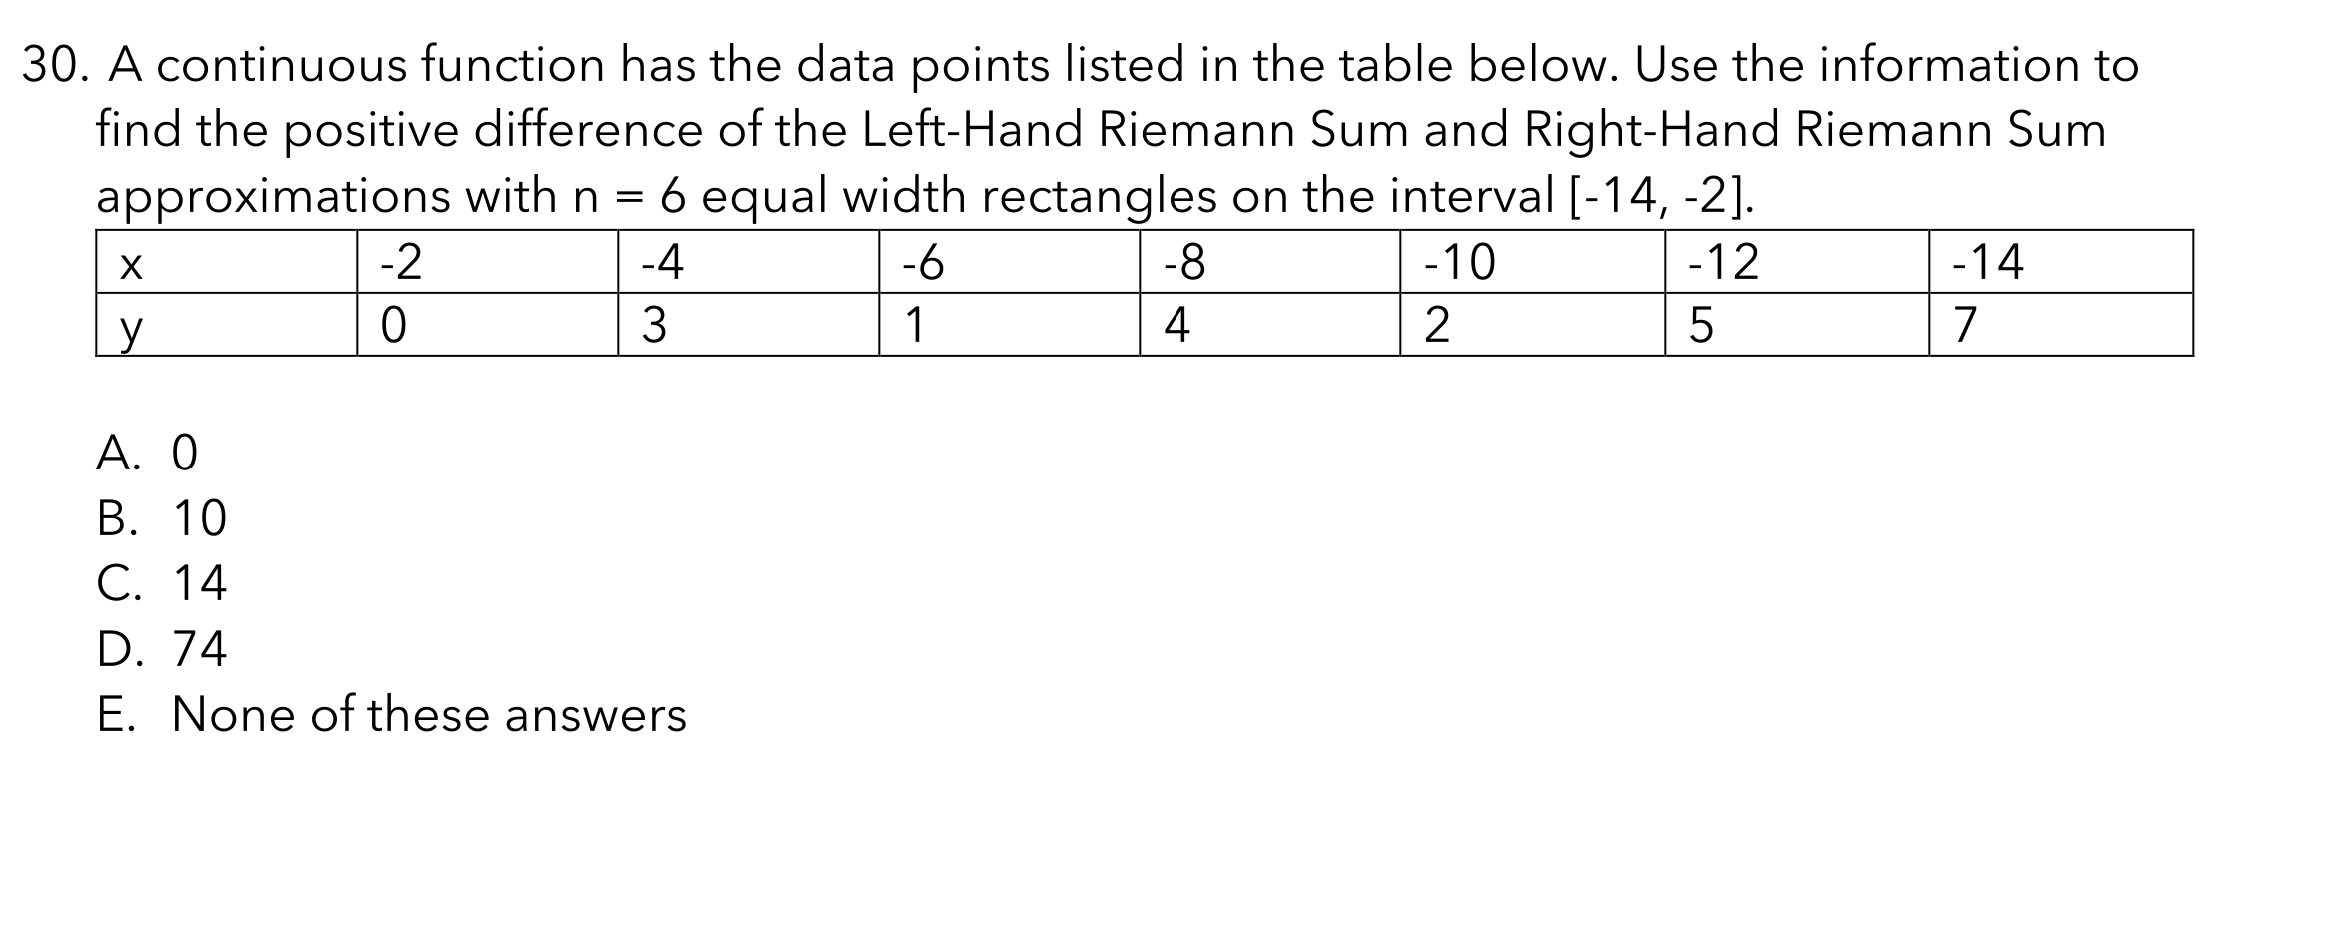 30. A continuous function has the data points listed in the table below. Use the information to
find the positive difference of the Left-Hand Riemann Sum and Right-Hand Riemann Sum
approximations with n = 6 equal width rectangles on the interval [-14, -2].
x -2 -4 -6 -8 -10 -12 -14
y 0 3 1 4 2 5 7
A. 0
B. 10
C. 14
D. 74
E. None of these answers